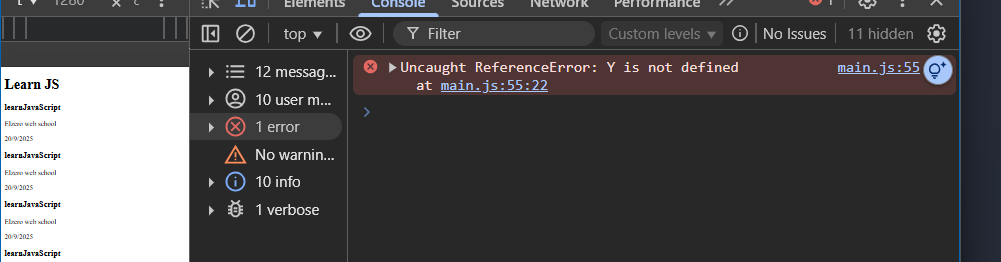 1280
Elements Console Sources Network Performance 1
top Filter Custom levels No Issues 11 hidden
12 messag...
10 user m...
1 error
No warnin...
10 info
1 verbose
Uncaught ReferenceError: Y is not defined main.js:55
at main.js:55:22
Learn JS
learnJavaScript
Elzero web school
20/9/2025
learnJavaScript
Elzero web school
20/9/2025
learnJavaScript
Elzero web school
20/9/2025
learnJavaScript